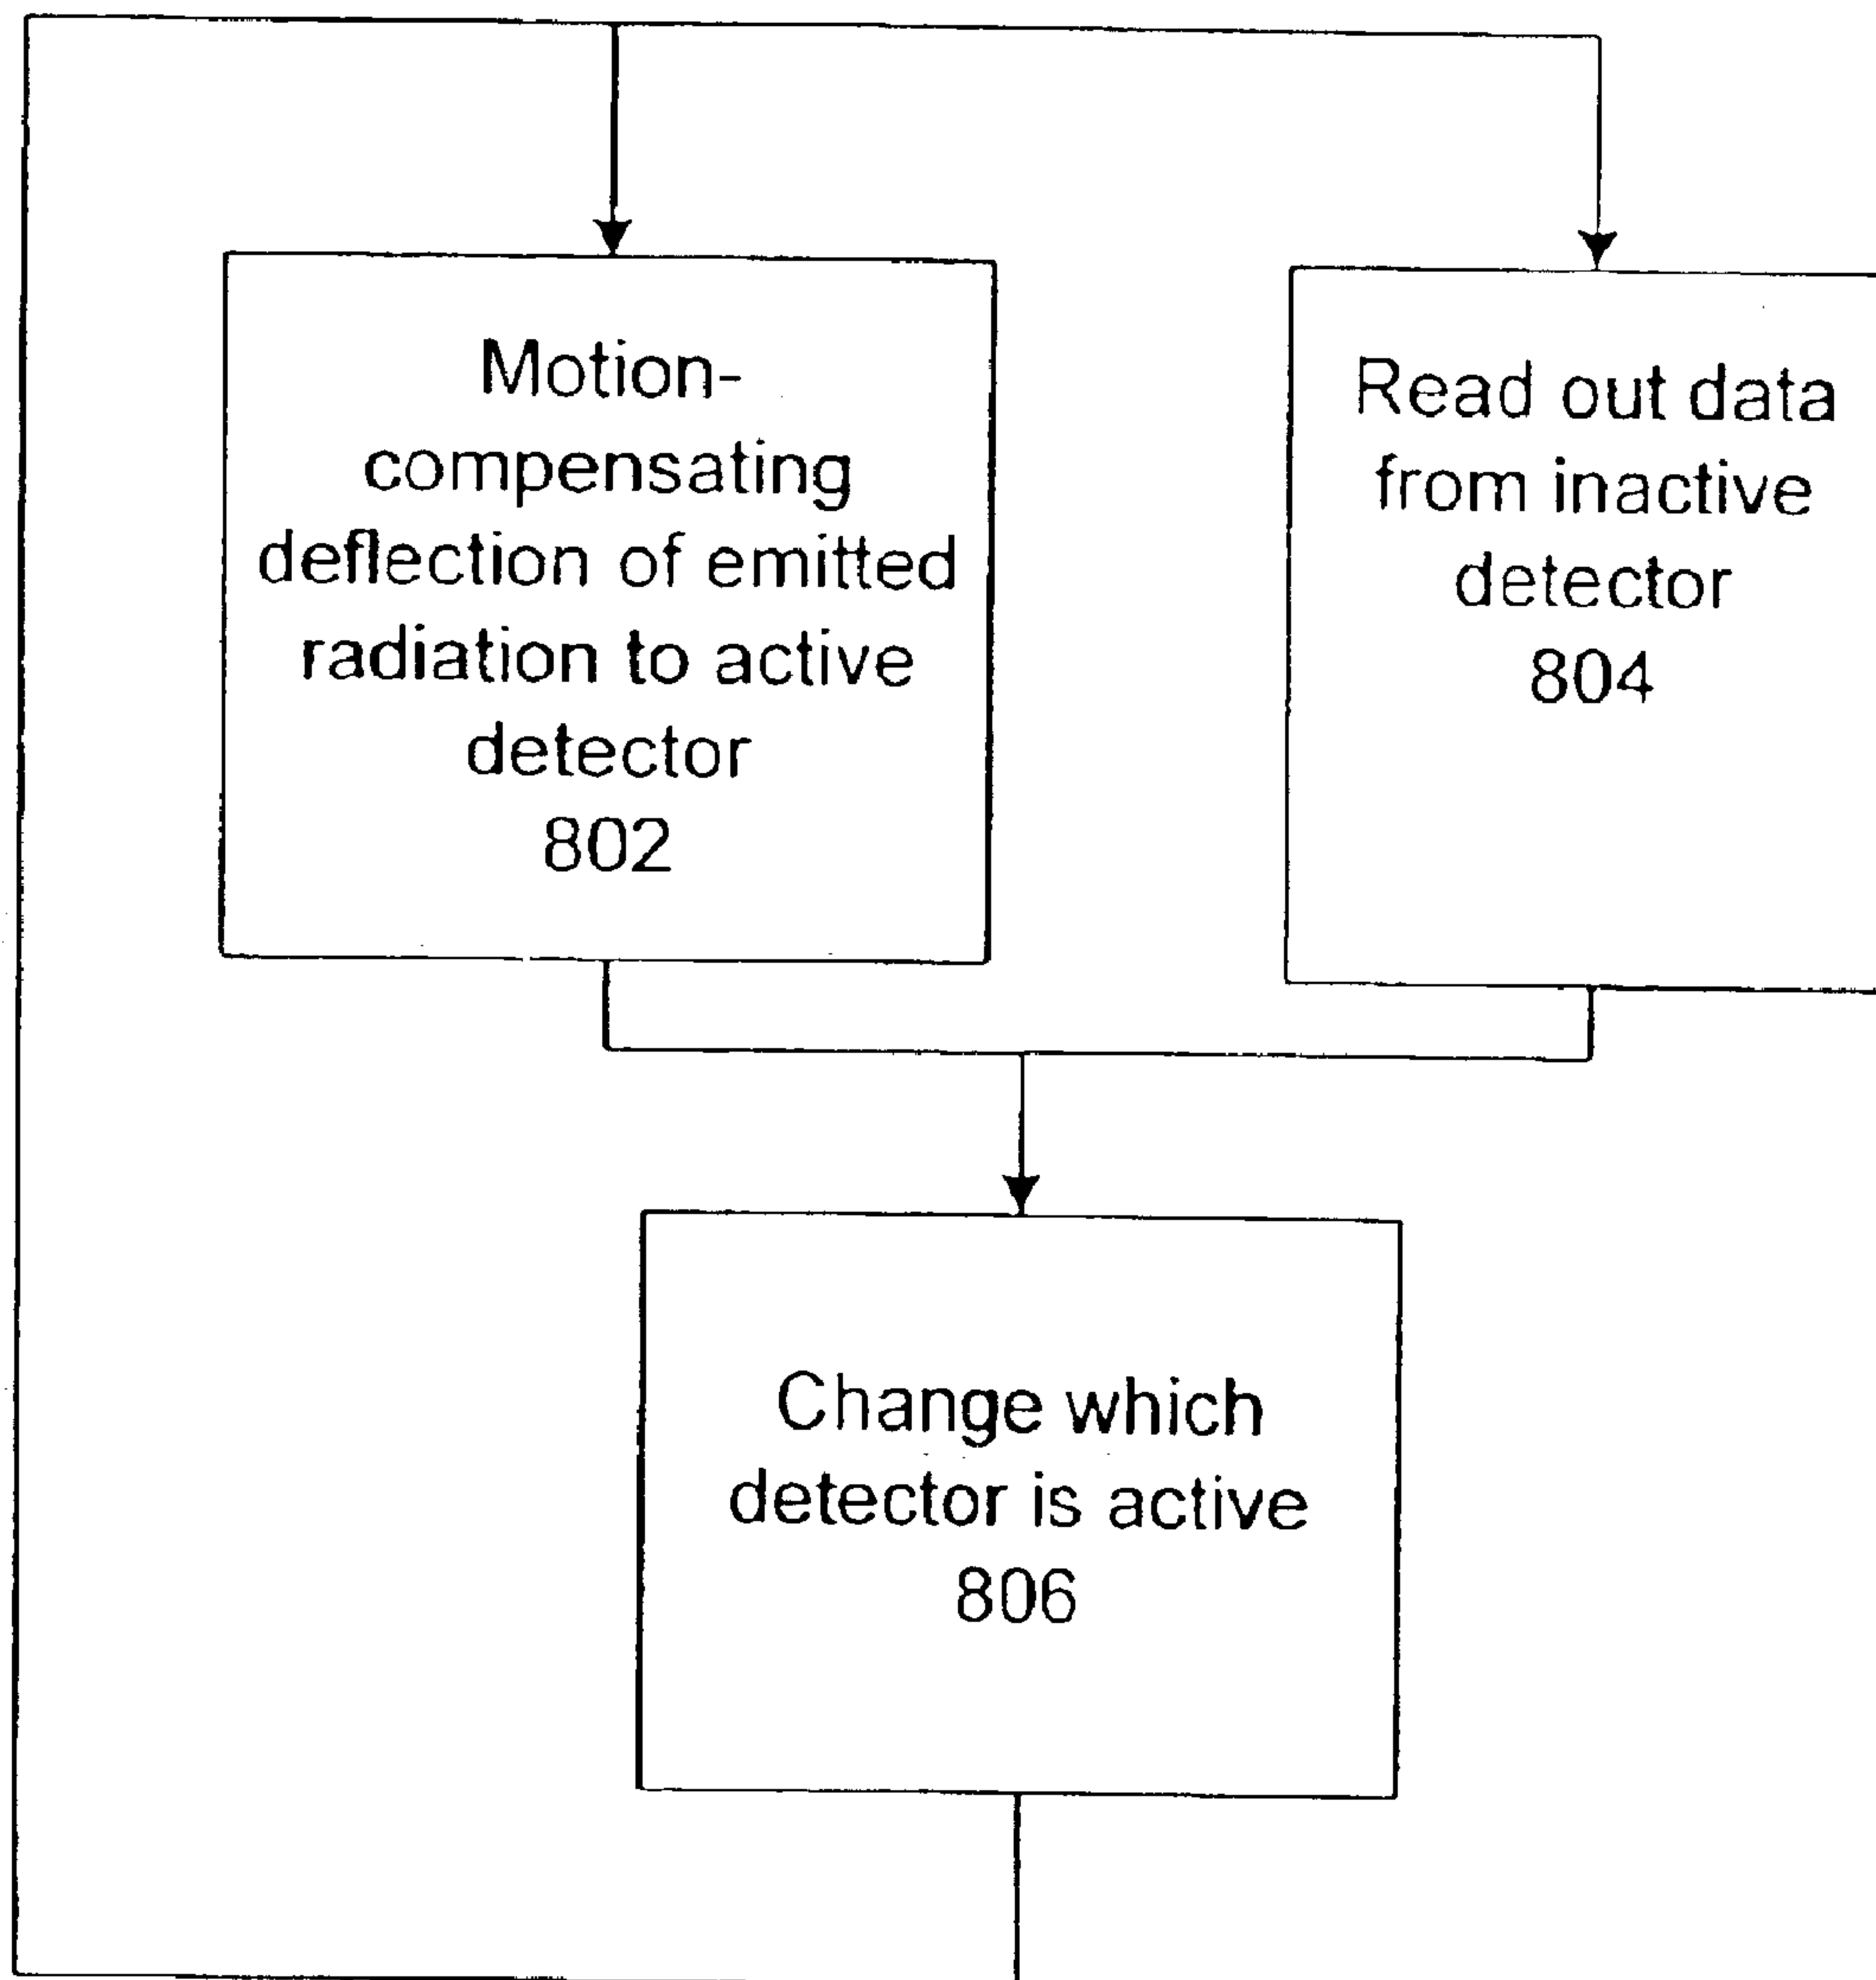 Motion-
compensating
deflection of emitted
radiation to active
detector
802
Read out data
from inactive
detector
804
Change which
detector is active
806